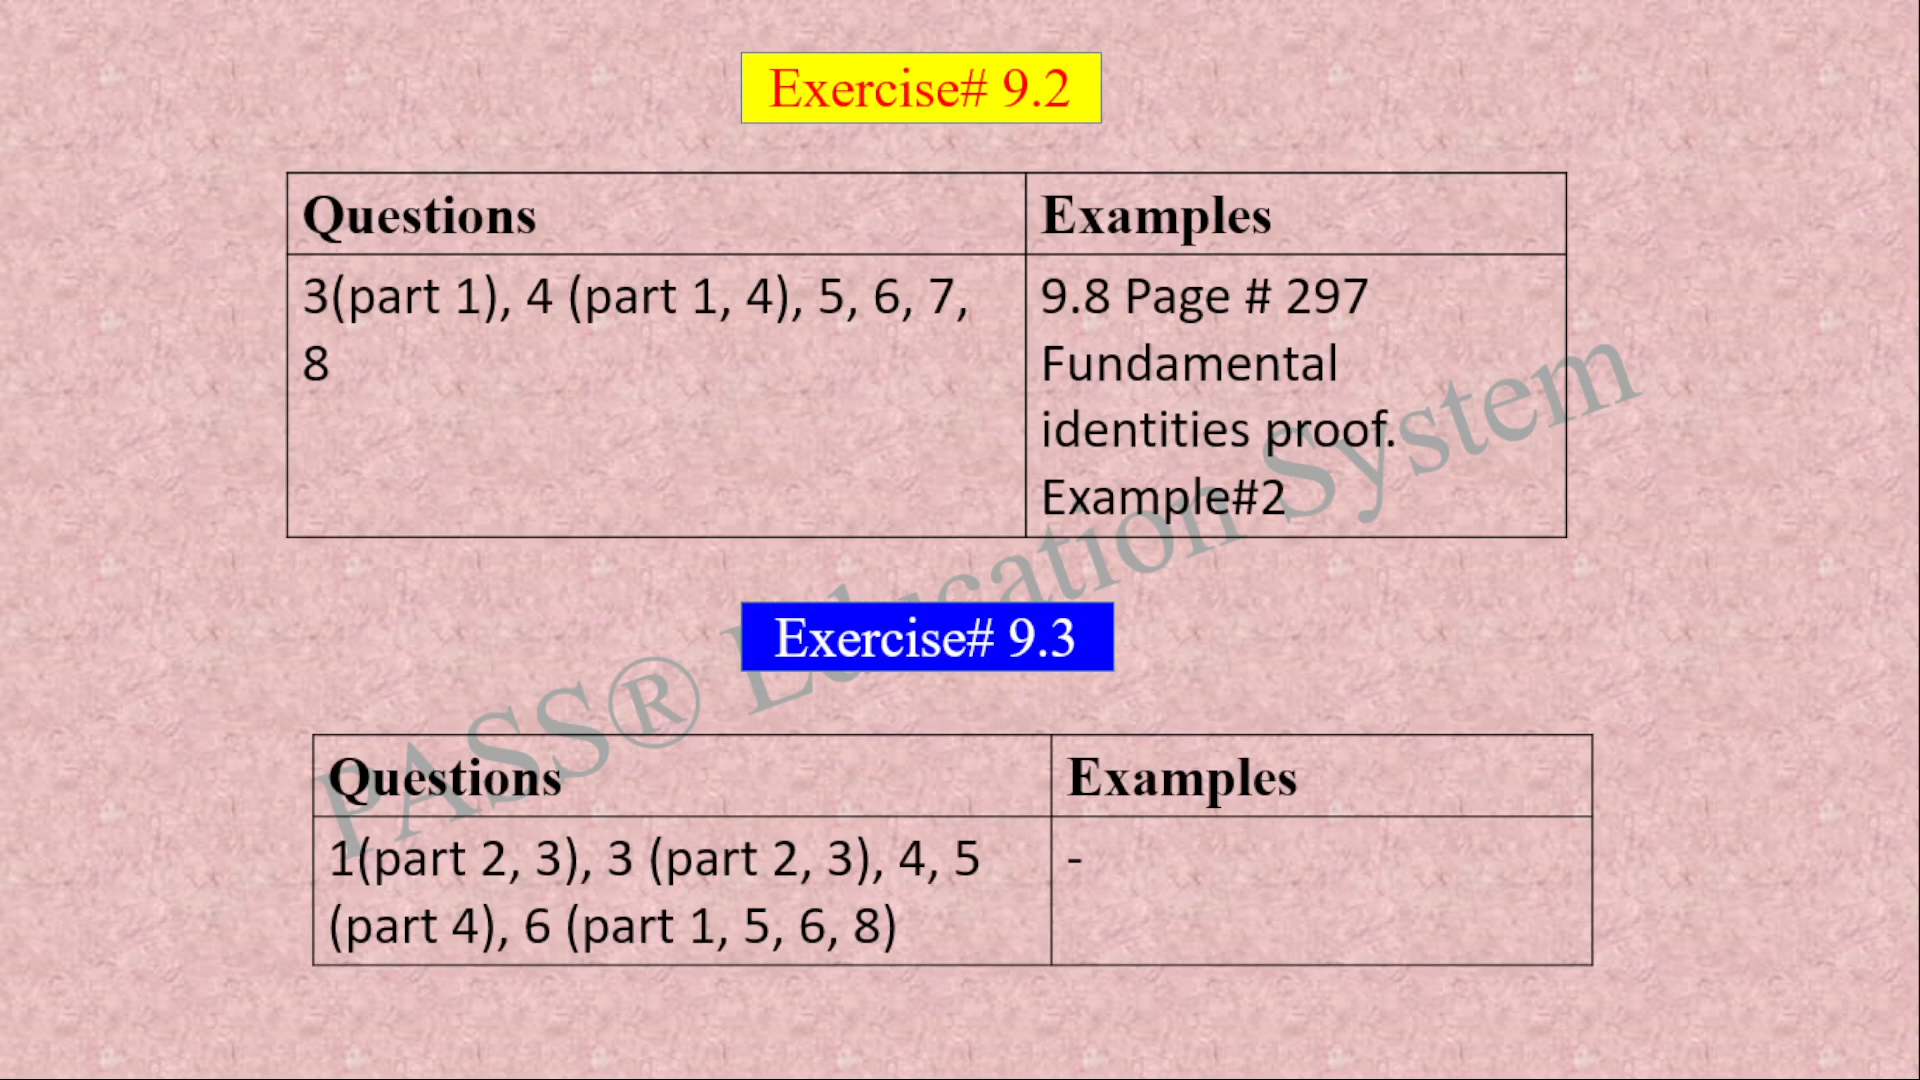 Exercise# 9.2
Questions
Examples
3(part 1), 4 (part 1, 4), 5, 6, 7,
8
9.8 Page # 297
Fundamental
identities proof.
Example#2
PASS® Education System
Exercise# 9.3
Questions
Examples
1(part 2, 3), 3 (part 2, 3), 4, 5
(part 4), 6 (part 1, 5, 6, 8)
-